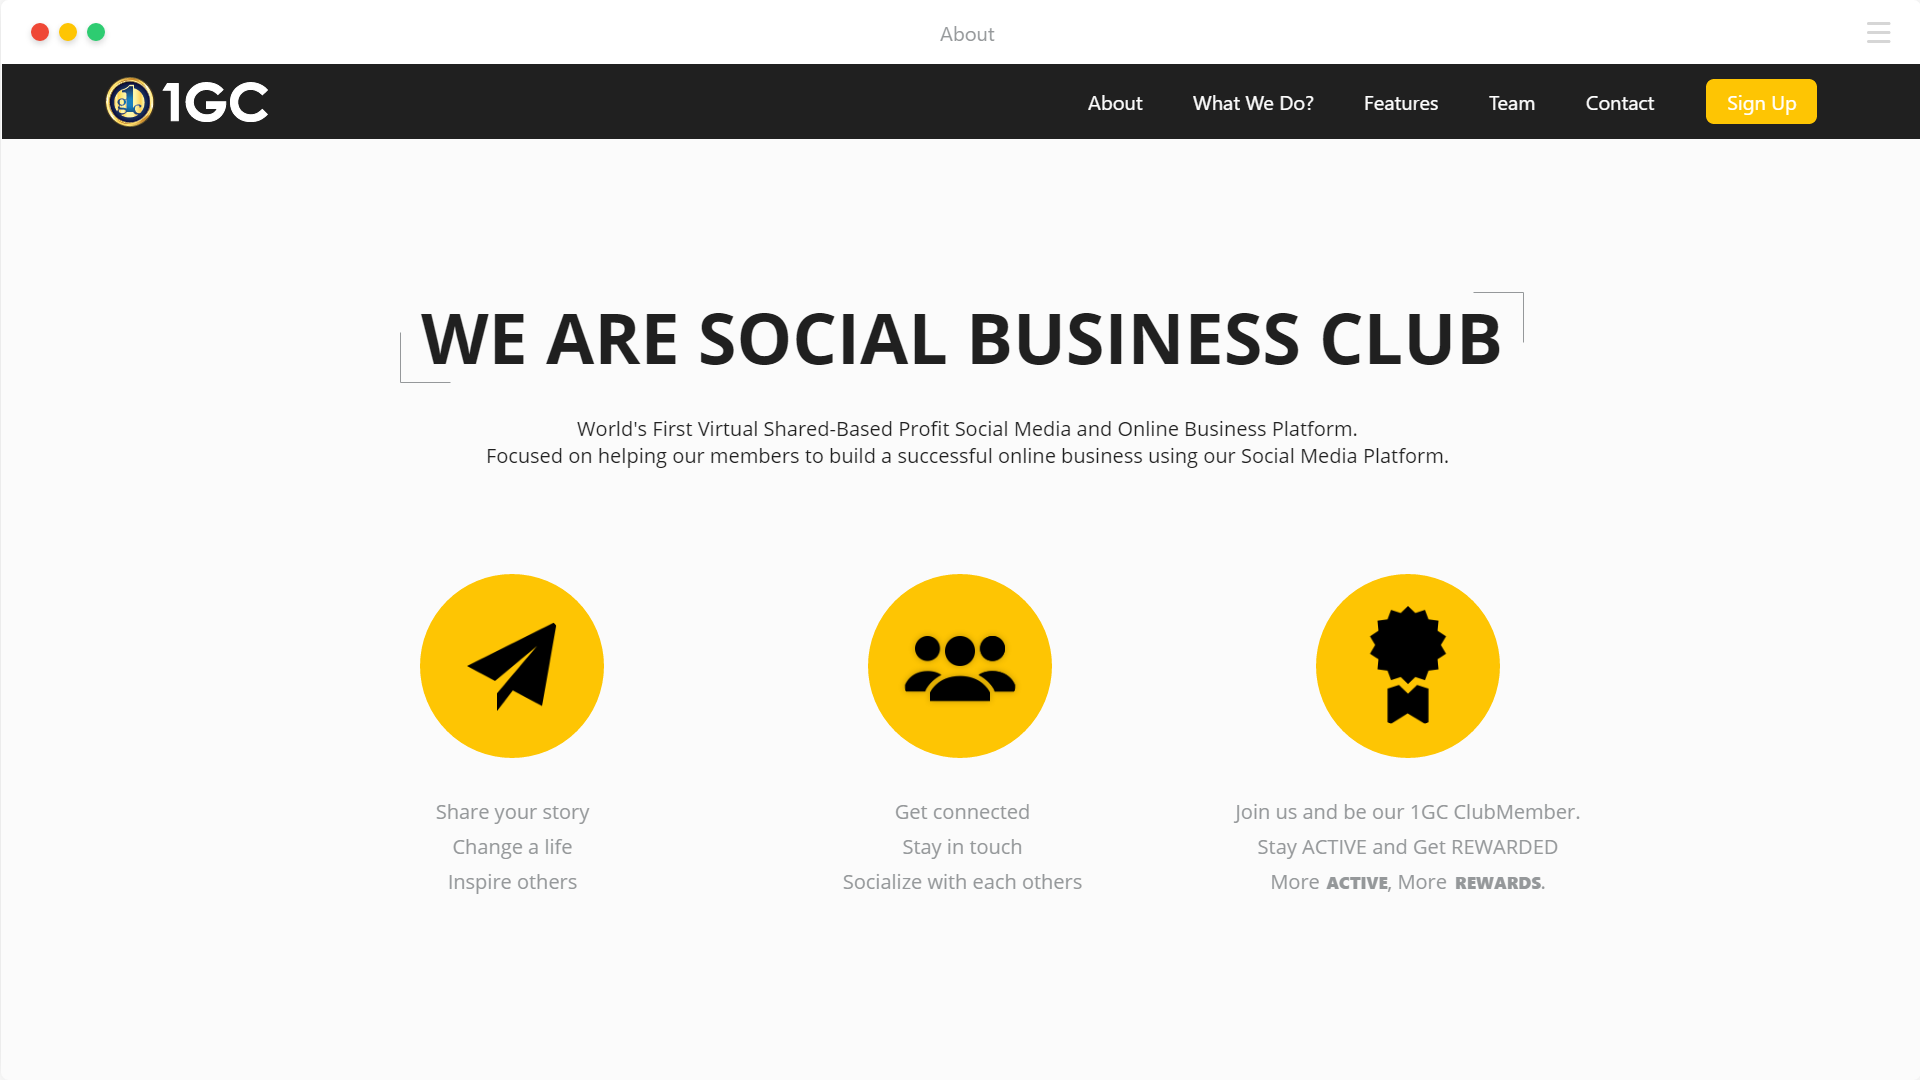 About
g1c 1GC
About What We Do? Features Team Contact Sign Up
WE ARE SOCIAL BUSINESS CLUB
World's First Virtual Shared-Based Profit Social Media and Online Business Platform.
Focused on helping our members to build a successful online business using our Social Media Platform.
Share your story
Change a life
Inspire others
Get connected
Stay in touch
Socialize with each others
Join us and be our 1GC ClubMember.
Stay ACTIVE and Get REWARDED
More ACTIVE, More REWARDS.